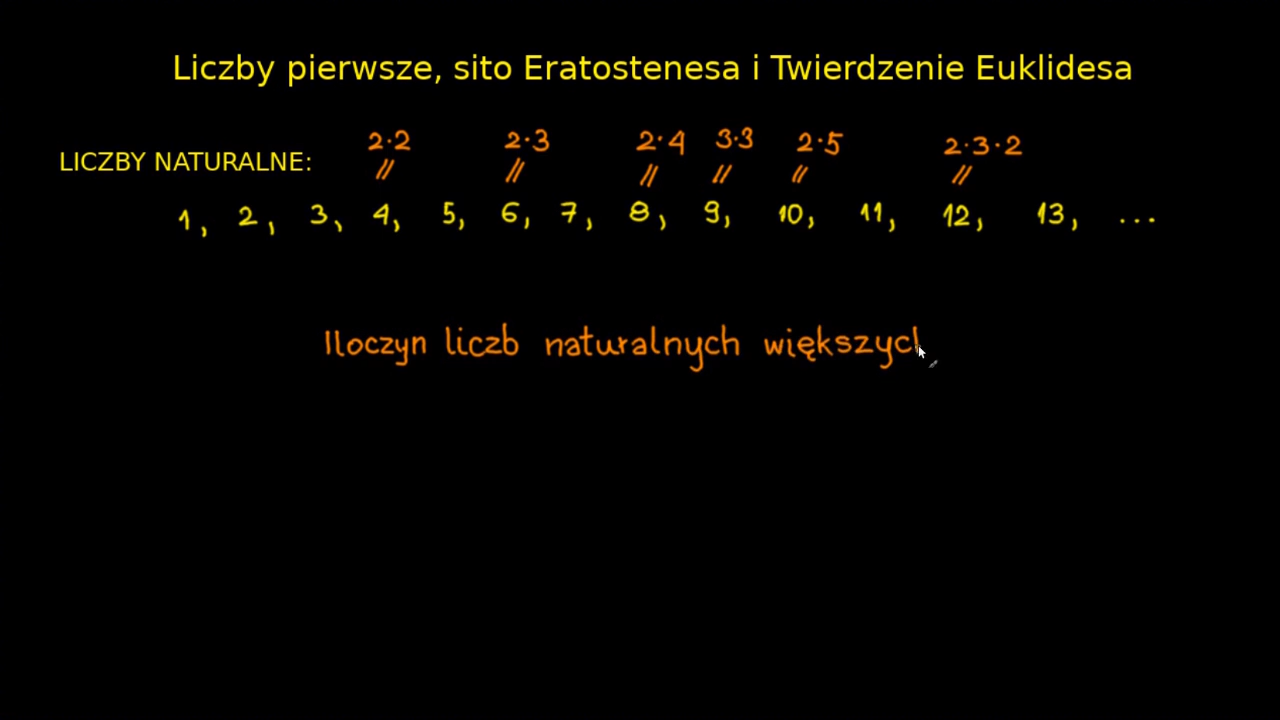 Liczby pierwsze, sito Eratostenesa i Twierdzenie Euklidesa
2·2 2·3 2·4 3·3 2·5 2·3·2
LICZBY NATURALNE:
// // // // // //
1, 2, 3, 4, 5, 6, 7, 8, 9, 10, 11, 12, 13, ...
Iloczyn liczb naturalnych większych